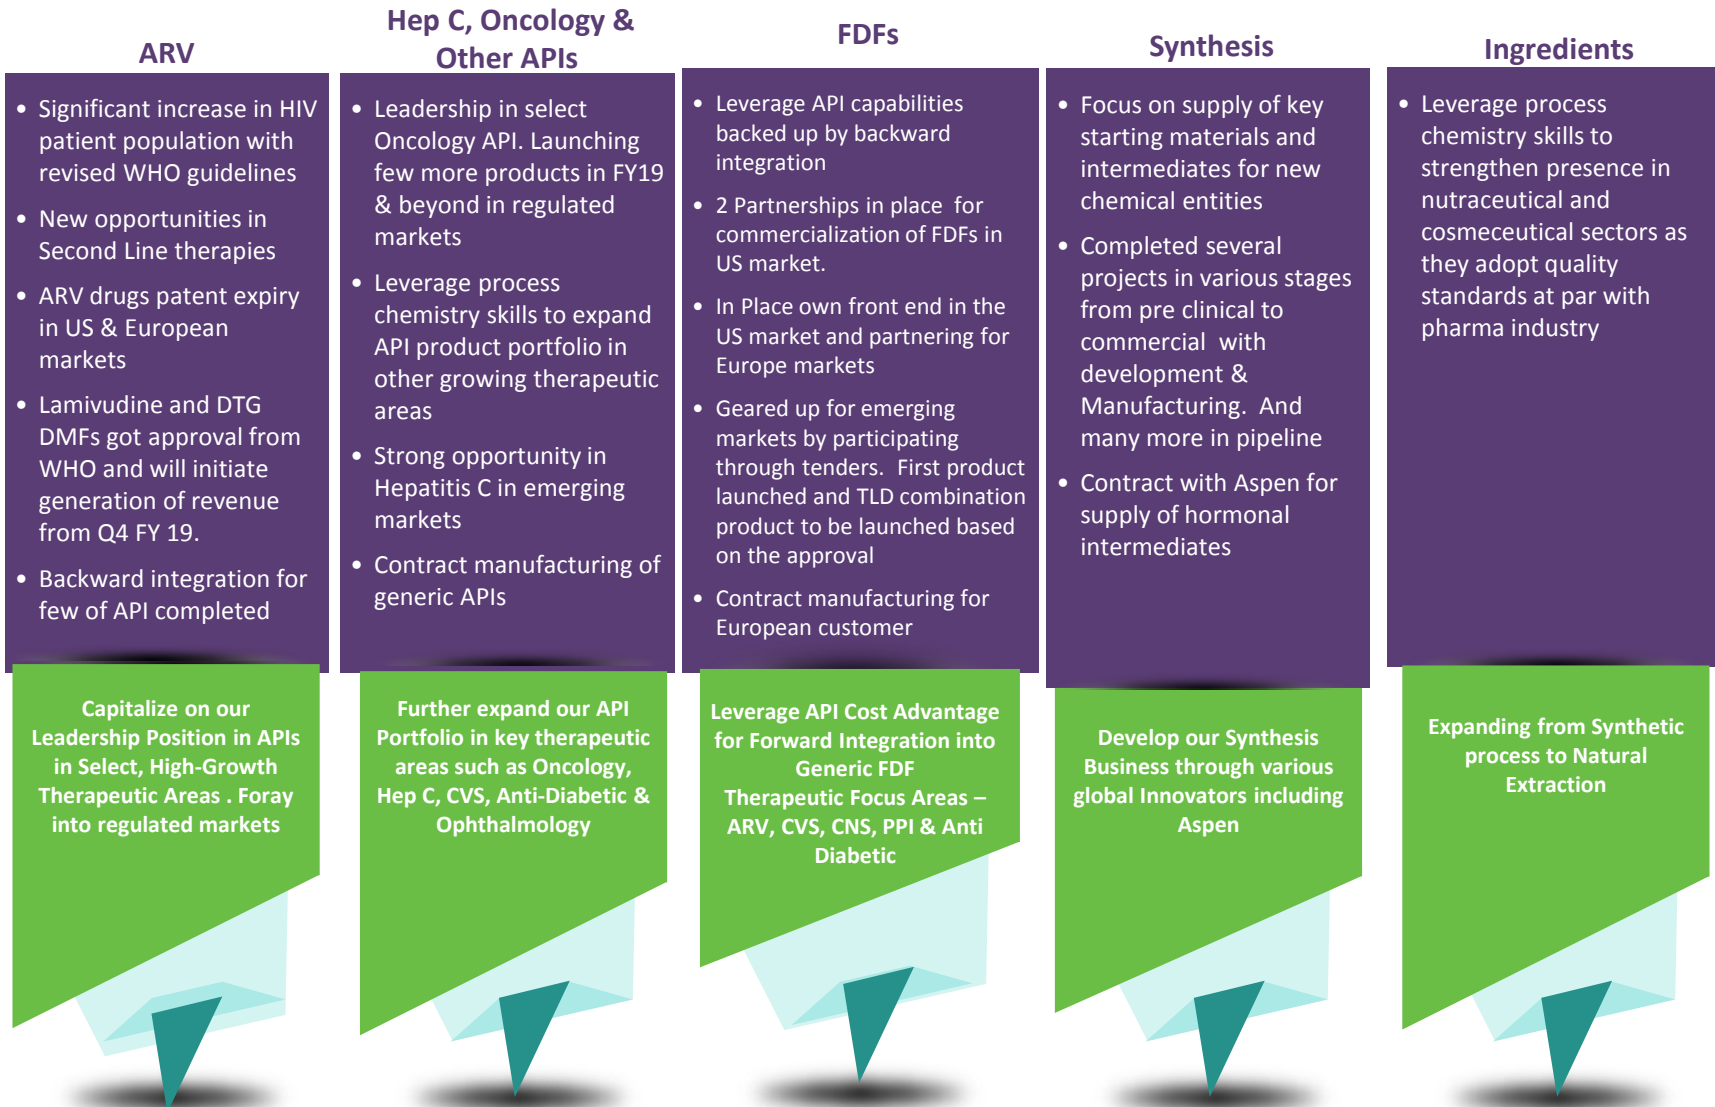 ARV
• Significant increase in HIV
patient population with
revised WHO guidelines
• New opportunities in
Second Line therapies
• ARV drugs patent expiry
in US & European
markets
• Lamivudine and DTG
DMFs got approval from
WHO and will initiate
generation of revenue
from Q4 FY 19.
• Backward integration for
few of API completed
Capitalize on our
Leadership Position in APIs
in Select, High-Growth
Therapeutic Areas . Foray
into regulated markets
Hep C, Oncology &
Other APIs
• Leadership in select
Oncology API. Launching
few more products in FY19
& beyond in regulated
markets
• Leverage process
chemistry skills to expand
API product portfolio in
other growing therapeutic
areas
• Strong opportunity in
Hepatitis C in emerging
markets
• Contract manufacturing of
generic APIs
Further expand our API
Portfolio in key therapeutic
areas such as Oncology,
Hep C, CVS, Anti-Diabetic &
Ophthalmology
FDFs
• Leverage API capabilities
backed up by backward
integration
• 2 Partnerships in place for
commercialization of FDFs in
US market.
• In Place own front end in the
US market and partnering for
Europe markets
• Geared up for emerging
markets by participating
through tenders. First product
launched and TLD combination
product to be launched based
on the approval
• Contract manufacturing for
European customer
Leverage API Cost Advantage
for Forward Integration into
Generic FDF
Therapeutic Focus Areas –
ARV, CVS, CNS, PPI & Anti
Diabetic
Synthesis
• Focus on supply of key
starting materials and
intermediates for new
chemical entities
• Completed several
projects in various stages
from pre clinical to
commercial with
development &
Manufacturing. And
many more in pipeline
• Contract with Aspen for
supply of hormonal
intermediates
Develop our Synthesis
Business through various
global Innovators including
Aspen
Ingredients
• Leverage process
chemistry skills to
strengthen presence in
nutraceutical and
cosmeceutical sectors as
they adopt quality
standards at par with
pharma industry
Expanding from Synthetic
process to Natural
Extraction